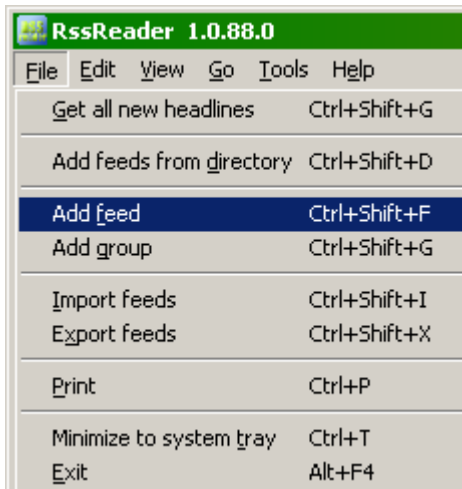 RssReader 1.0.88.0
File Edit View Go Tools Help
Get all new headlines Ctrl+Shift+G
Add feeds from directory Ctrl+Shift+D
Add feed Ctrl+Shift+F
Add group Ctrl+Shift+G
Import feeds Ctrl+Shift+I
Export feeds Ctrl+Shift+X
Print Ctrl+P
Minimize to system tray Ctrl+T
Exit Alt+F4